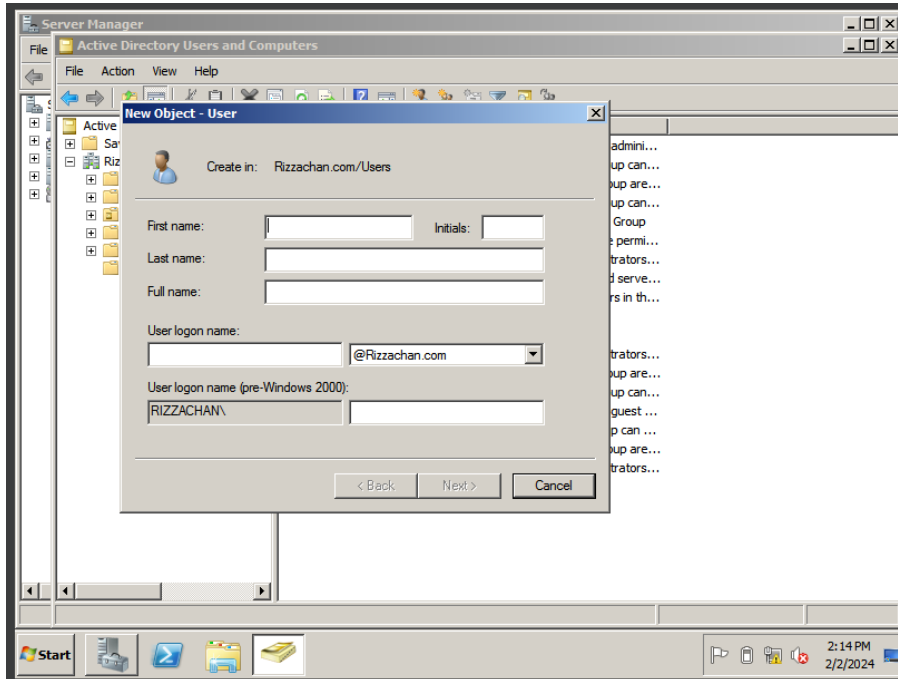 Server Manager
File
Active Directory Users and Computers
File Action View Help
New Object - User
Active
Sa
Riz
Create in: Rizzachan.com/Users
First name:
Initials:
Last name:
Full name:
User logon name:
@Rizzachan.com
User logon name (pre-Windows 2000):
RIZZACHAN\
< Back
Next >
Cancel
admini...
up can...
oup are...
up can...
Group
e permi...
trators...
d serve...
rs in th...
trators...
oup are...
up can...
guest ...
p can ...
oup are...
trators...
Start
2:14 PM
2/2/2024